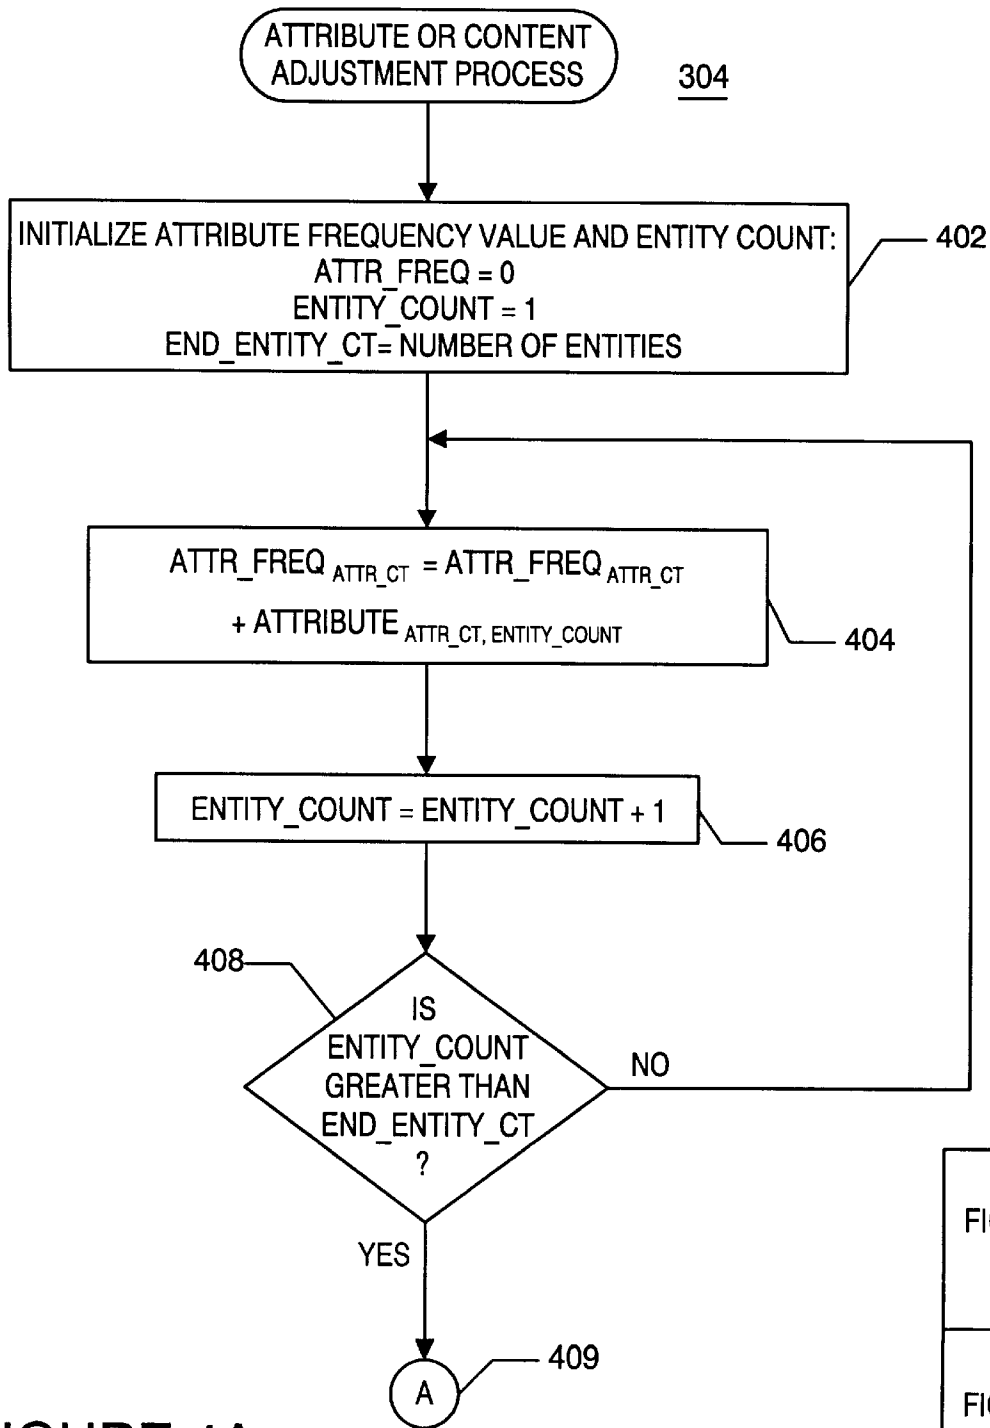 ATTRIBUTE OR CONTENT
ADJUSTMENT PROCESS
304
INITIALIZE ATTRIBUTE FREQUENCY VALUE AND ENTITY COUNT:
ATTR_FREQ = 0
ENTITY_COUNT = 1
END_ENTITY_CT= NUMBER OF ENTITIES
402
ATTR_FREQ ATTR_CT = ATTR_FREQ ATTR_CT
+ ATTRIBUTE ATTR_CT, ENTITY_COUNT
404
ENTITY_COUNT = ENTITY_COUNT + 1
406
408
IS
ENTITY_COUNT
GREATER THAN
END_ENTITY_CT
?
NO
YES
A
409